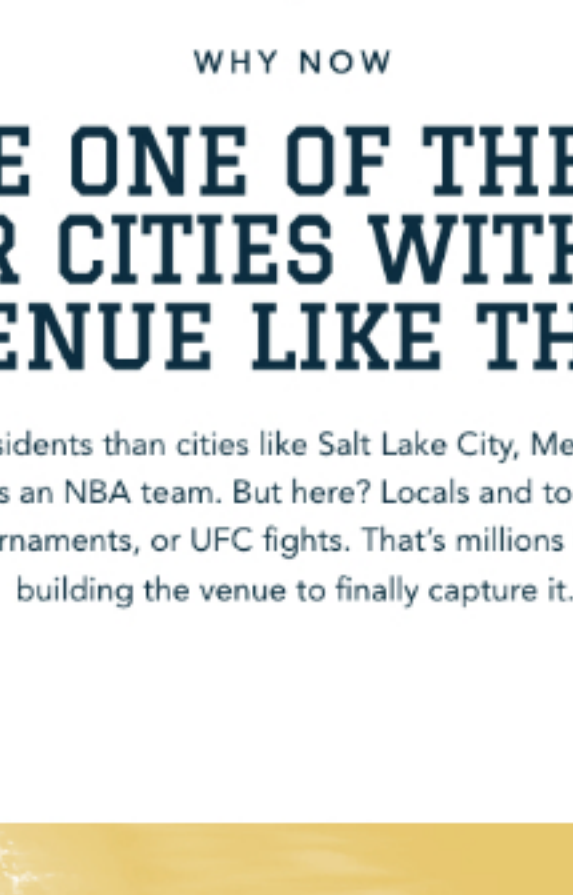 WHY NOW
E ONE OF THE
R CITIES WITH
ENUE LIKE TH
sidents than cities like Salt Lake City, Me
s an NBA team. But here? Locals and to
rnaments, or UFC fights. That's millions
building the venue to finally capture it.